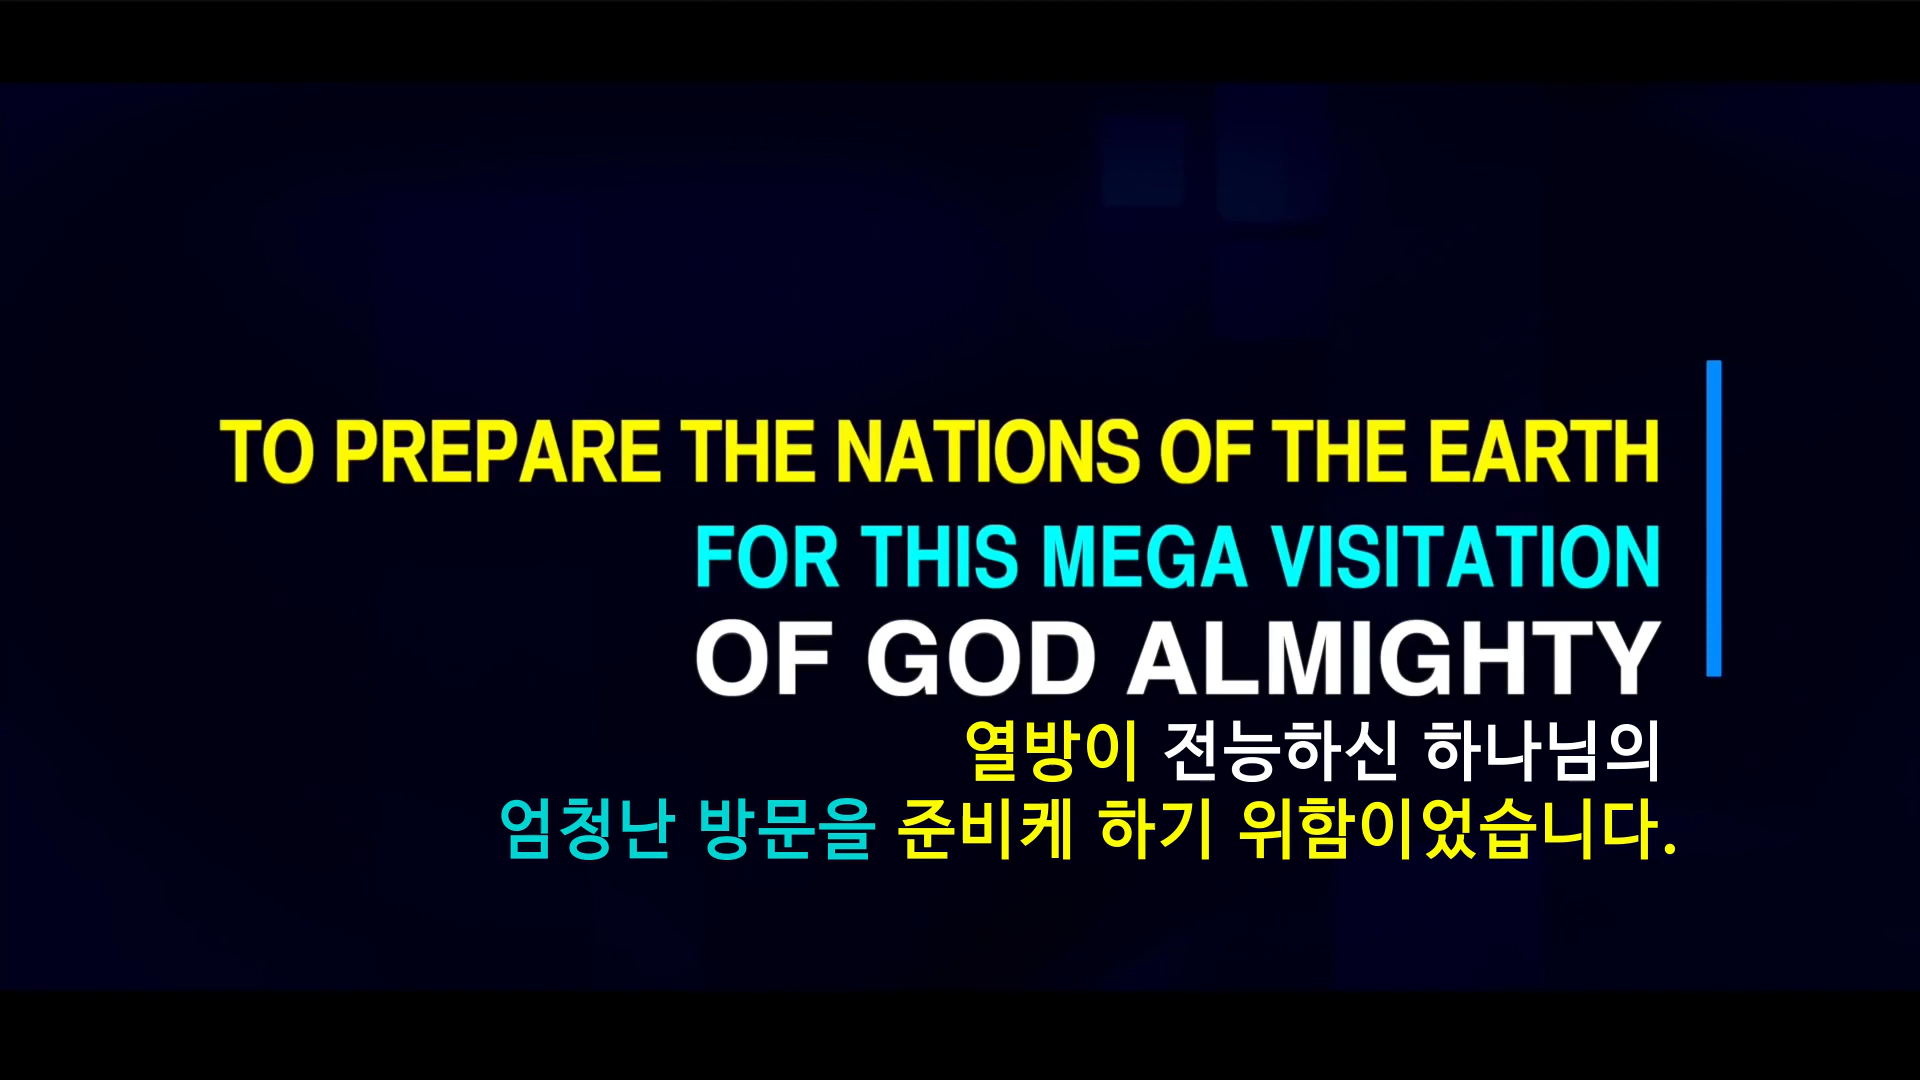 TO PREPARE THE NATIONS OF THE EARTH
FOR THIS MEGA VISITATION
OF GOD ALMIGHTY
열방이 전능하신 하나님의
엄청난 방문을 준비케 하기 위함이었습니다.